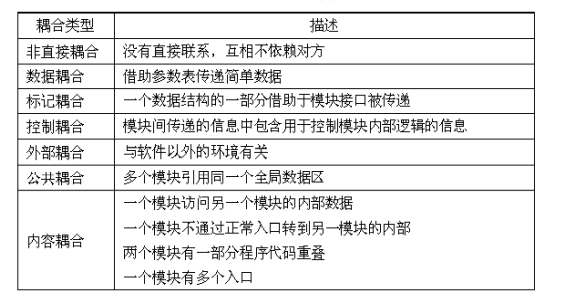 耦合类型 描述
非直接耦合 没有直接联系，互相不依赖对方
数据耦合 借助参数表传递简单数据
标记耦合 一个数据结构的一部分借助于模块接口被传递
控制耦合 模块间传递的信息中包含用于控制模块内部逻辑的信息
外部耦合 与软件以外的环境有关
公共耦合 多个模块引用同一个全局数据区
内容耦合 一个模块访问另一个模块的内部数据
一个模块不通过正常入口转到另一模块的内部
两个模块有一部分程序代码重叠
一个模块有多个入口